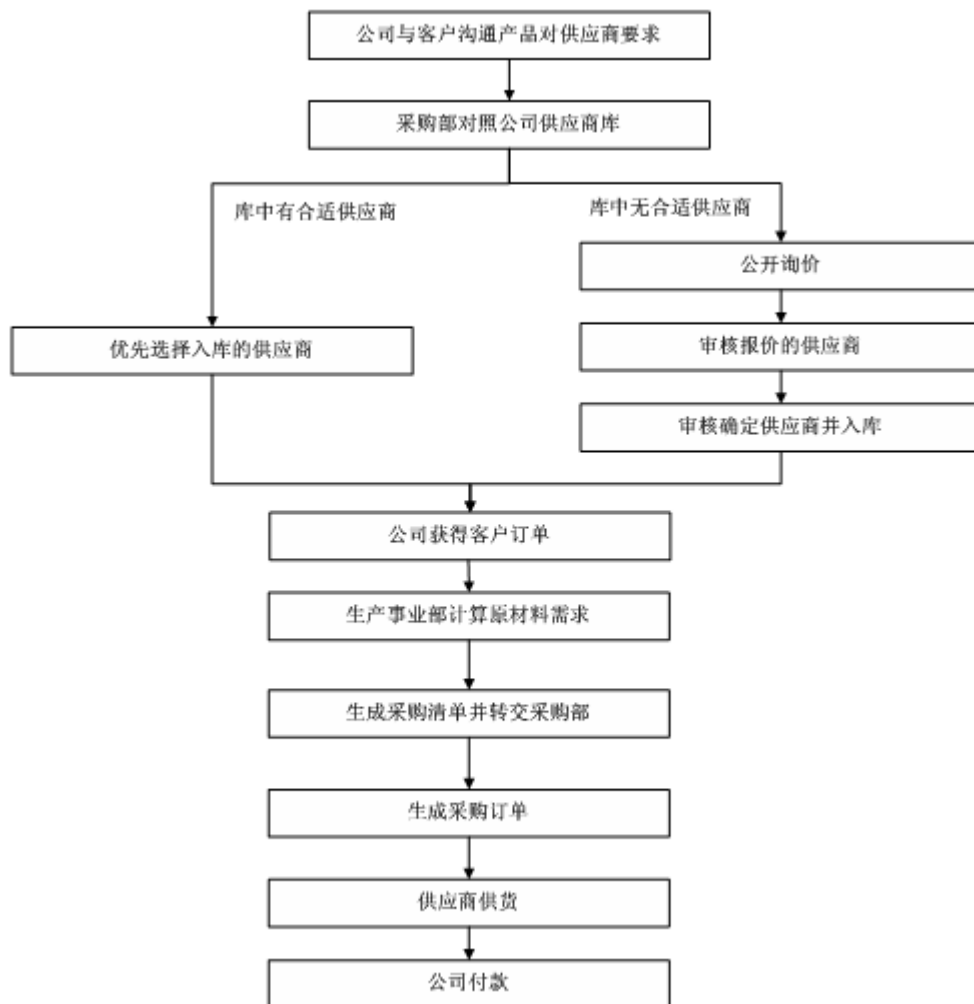 公司与客户沟通产品对供应商要求
采购部对照公司供应商库
库中有合适供应商
库中无合适供应商
公开询价
优先选择入库的供应商
审核报价的供应商
审核确定供应商并入库
公司获得客户订单
生产事业部计算原材料需求
生成采购清单并转交采购部
生成采购订单
供应商供货
公司付款